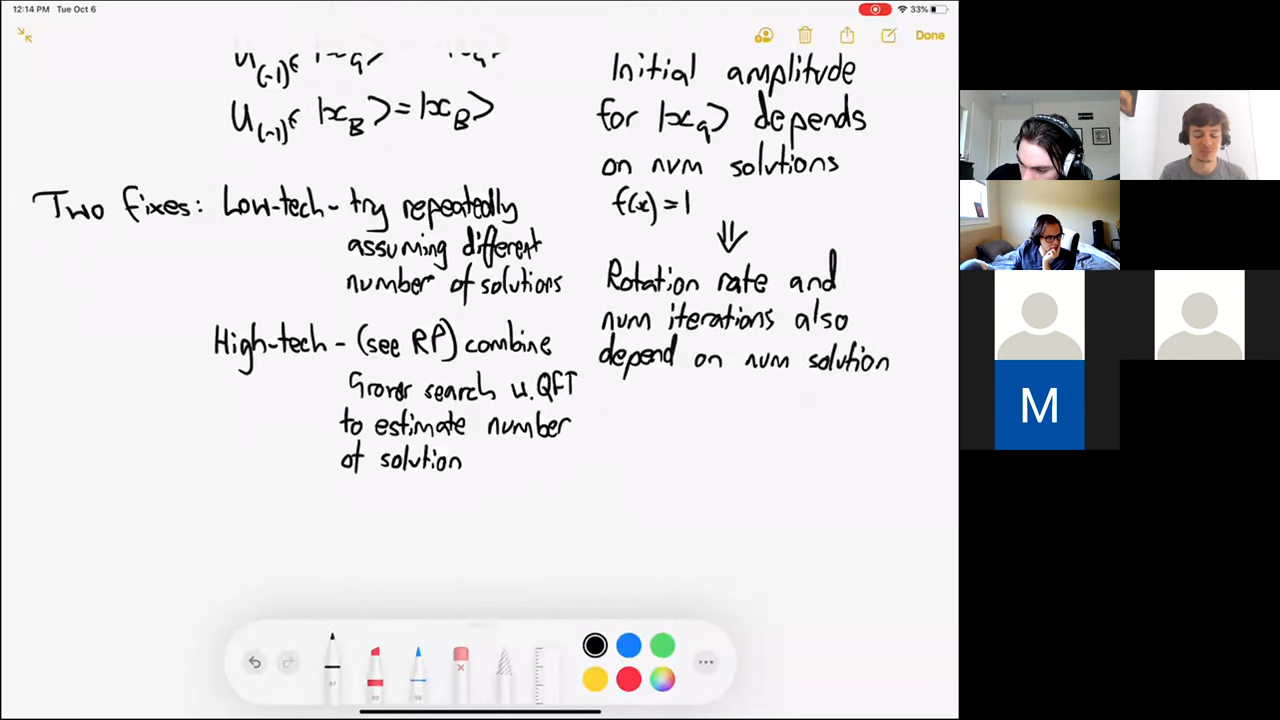 12:14 PM Tue Oct 6
33%
Done
U(-1)f
U(-1)f |xB> = |xB>
Two fixes: Low-tech - try repeatedly
assuming different
number of solutions
High-tech - (see RP) combine
Grover search w. QFT
to estimate number
of solution
Initial amplitude
for |xg> depends
on num solutions
f(x)=1
⇓
Rotation rate and
num iterations also
depend on num solution
M